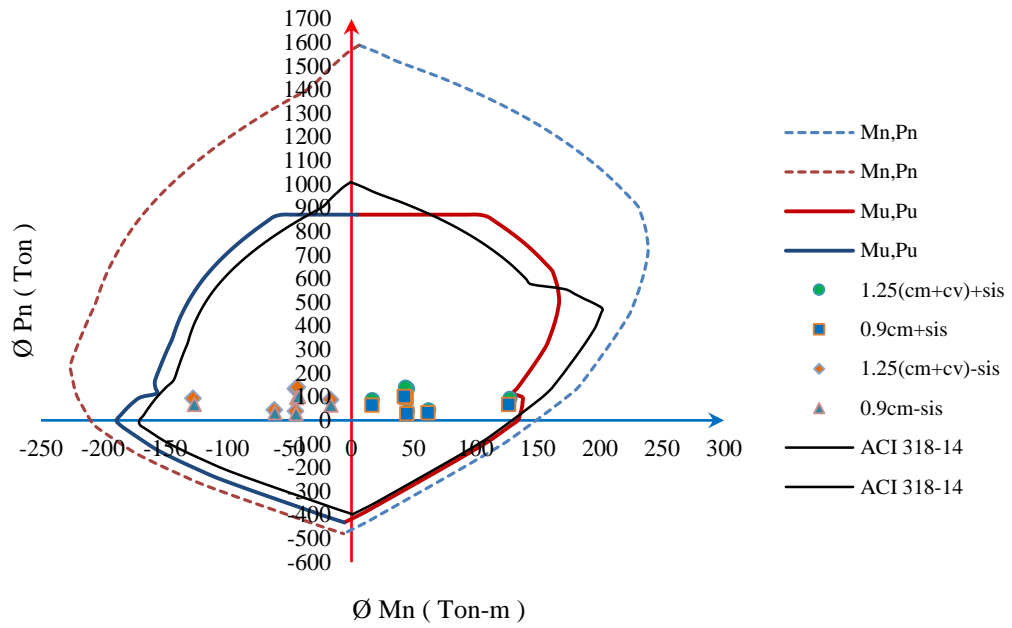 1700
1600
1500
1400
1300
1200
1100
1000
900
800
700
600
500
400
300
200
100
0
-100
-200
-300
-400
-500
-600
-250 -200 -150 -100 -50 0 50 100 150 200 250 300
Ø Pn ( Ton )
Ø Mn ( Ton-m )
Mn,Pn
Mn,Pn
Mu,Pu
Mu,Pu
1.25(cm+cv)+sis
0.9cm+sis
1.25(cm+cv)-sis
0.9cm-sis
ACI 318-14
ACI 318-14